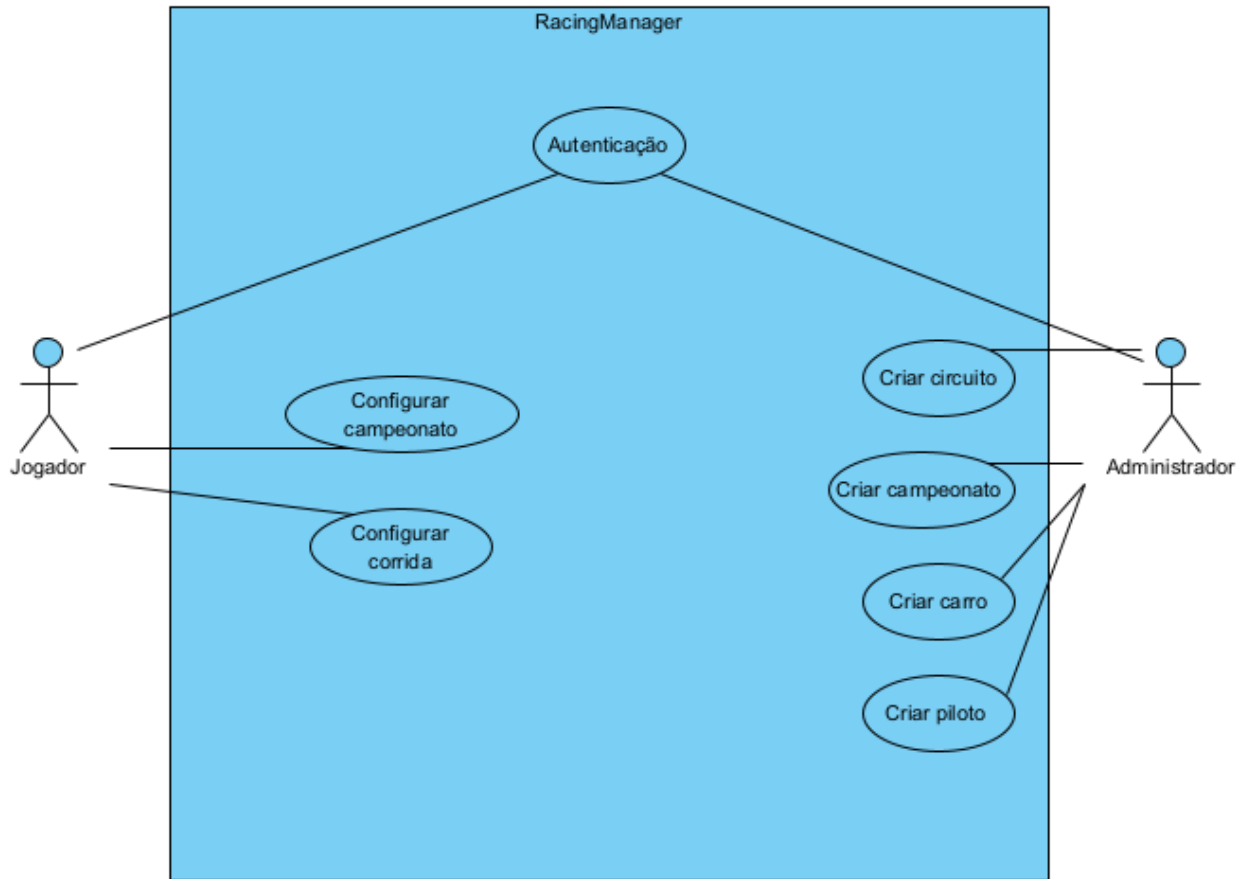 RacingManager
Autenticação
Jogador
Configurar
campeonato
Configurar
corrida
Criar circuito
Criar campeonato
Criar carro
Criar piloto
Administrador